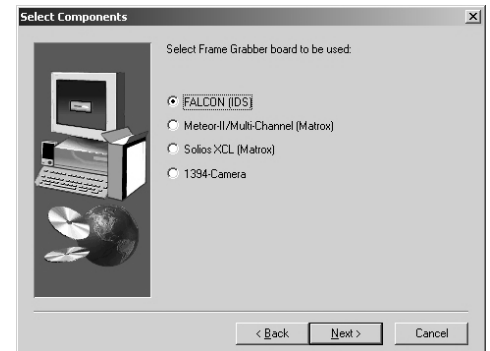 Select Components
Select Frame Grabber board to be used:
FALCON (IDS)
Meteor-II/Multi-Channel (Matrox)
Solios XCL (Matrox)
1394-Camera
< Back
Next >
Cancel